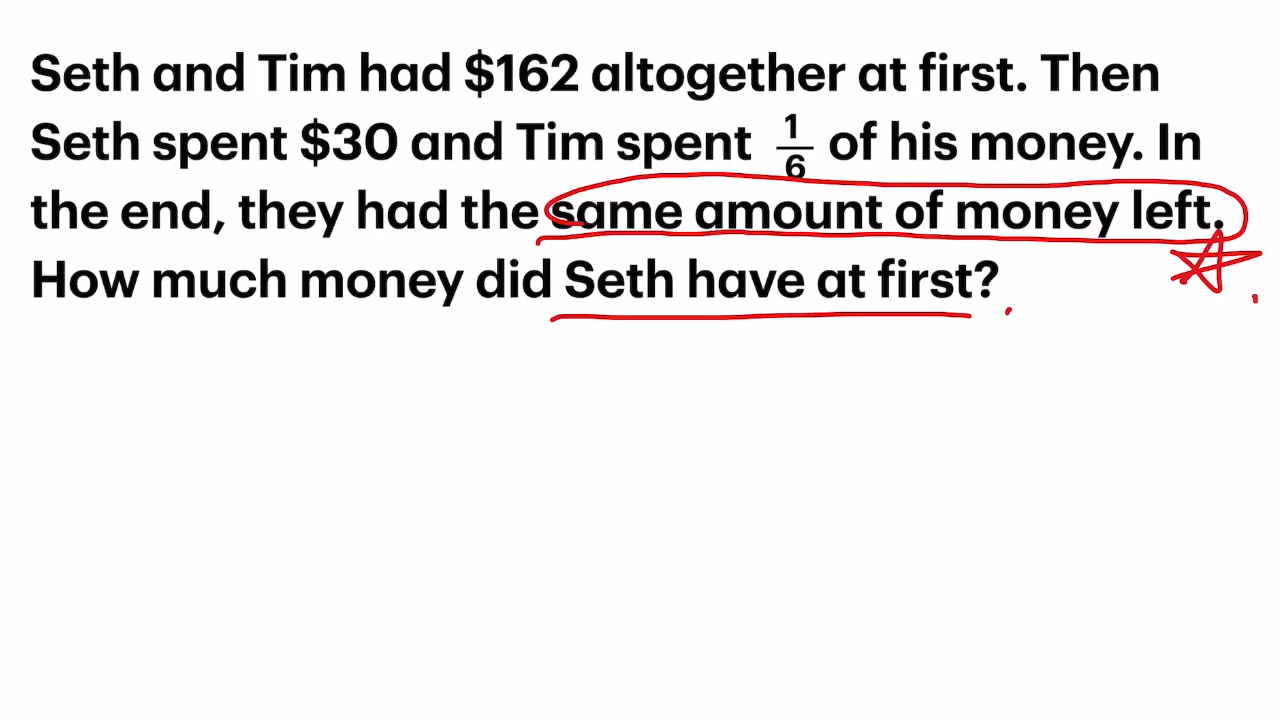 Seth and Tim had $162 altogether at first. Then
Seth spent $30 and Tim spent 1/6 of his money. In
the end, they had the same amount of money left.
How much money did Seth have at first?